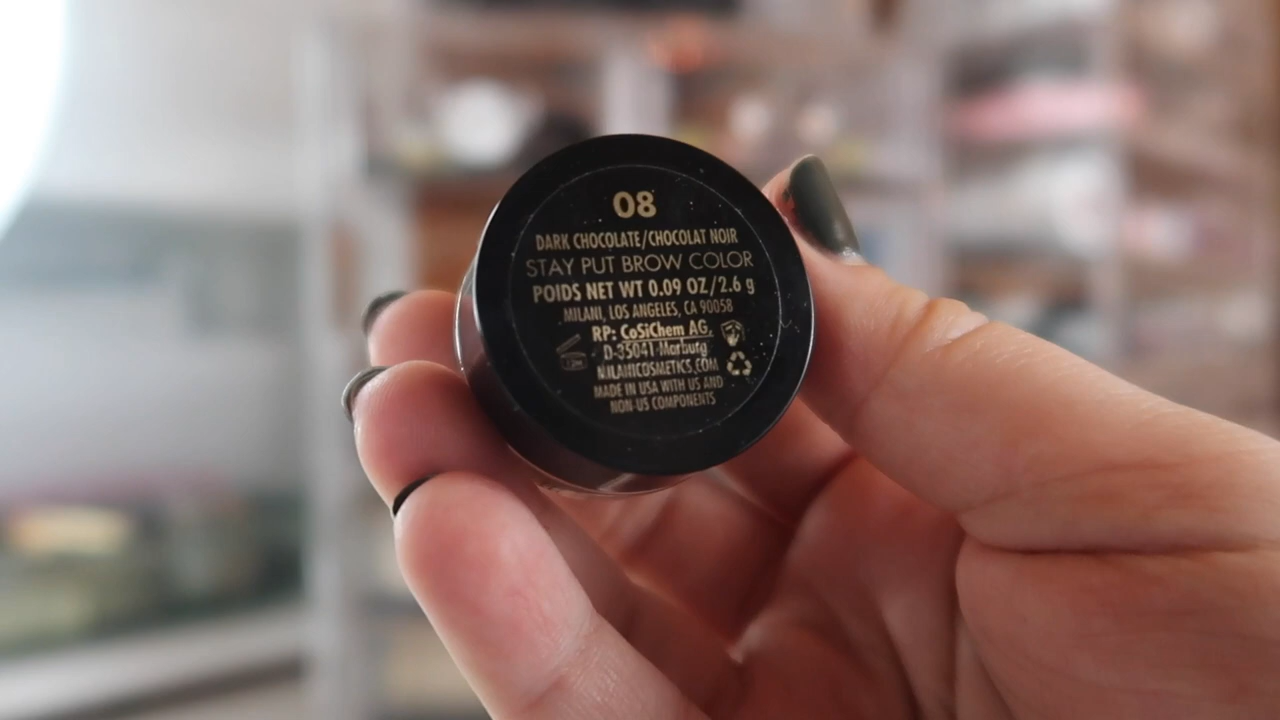 08
DARK CHOCOLATE/CHOCOLAT NOIR
STAY PUT BROW COLOR
POIDS NET WT 0.09 OZ/2.6 g
MILANI, LOS ANGELES, CA 90058
RP: CoSiChem AG,
D-35041 Marburg
MILANICOSMETICS.COM
MADE IN USA WITH US AND
NON-US COMPONENTS